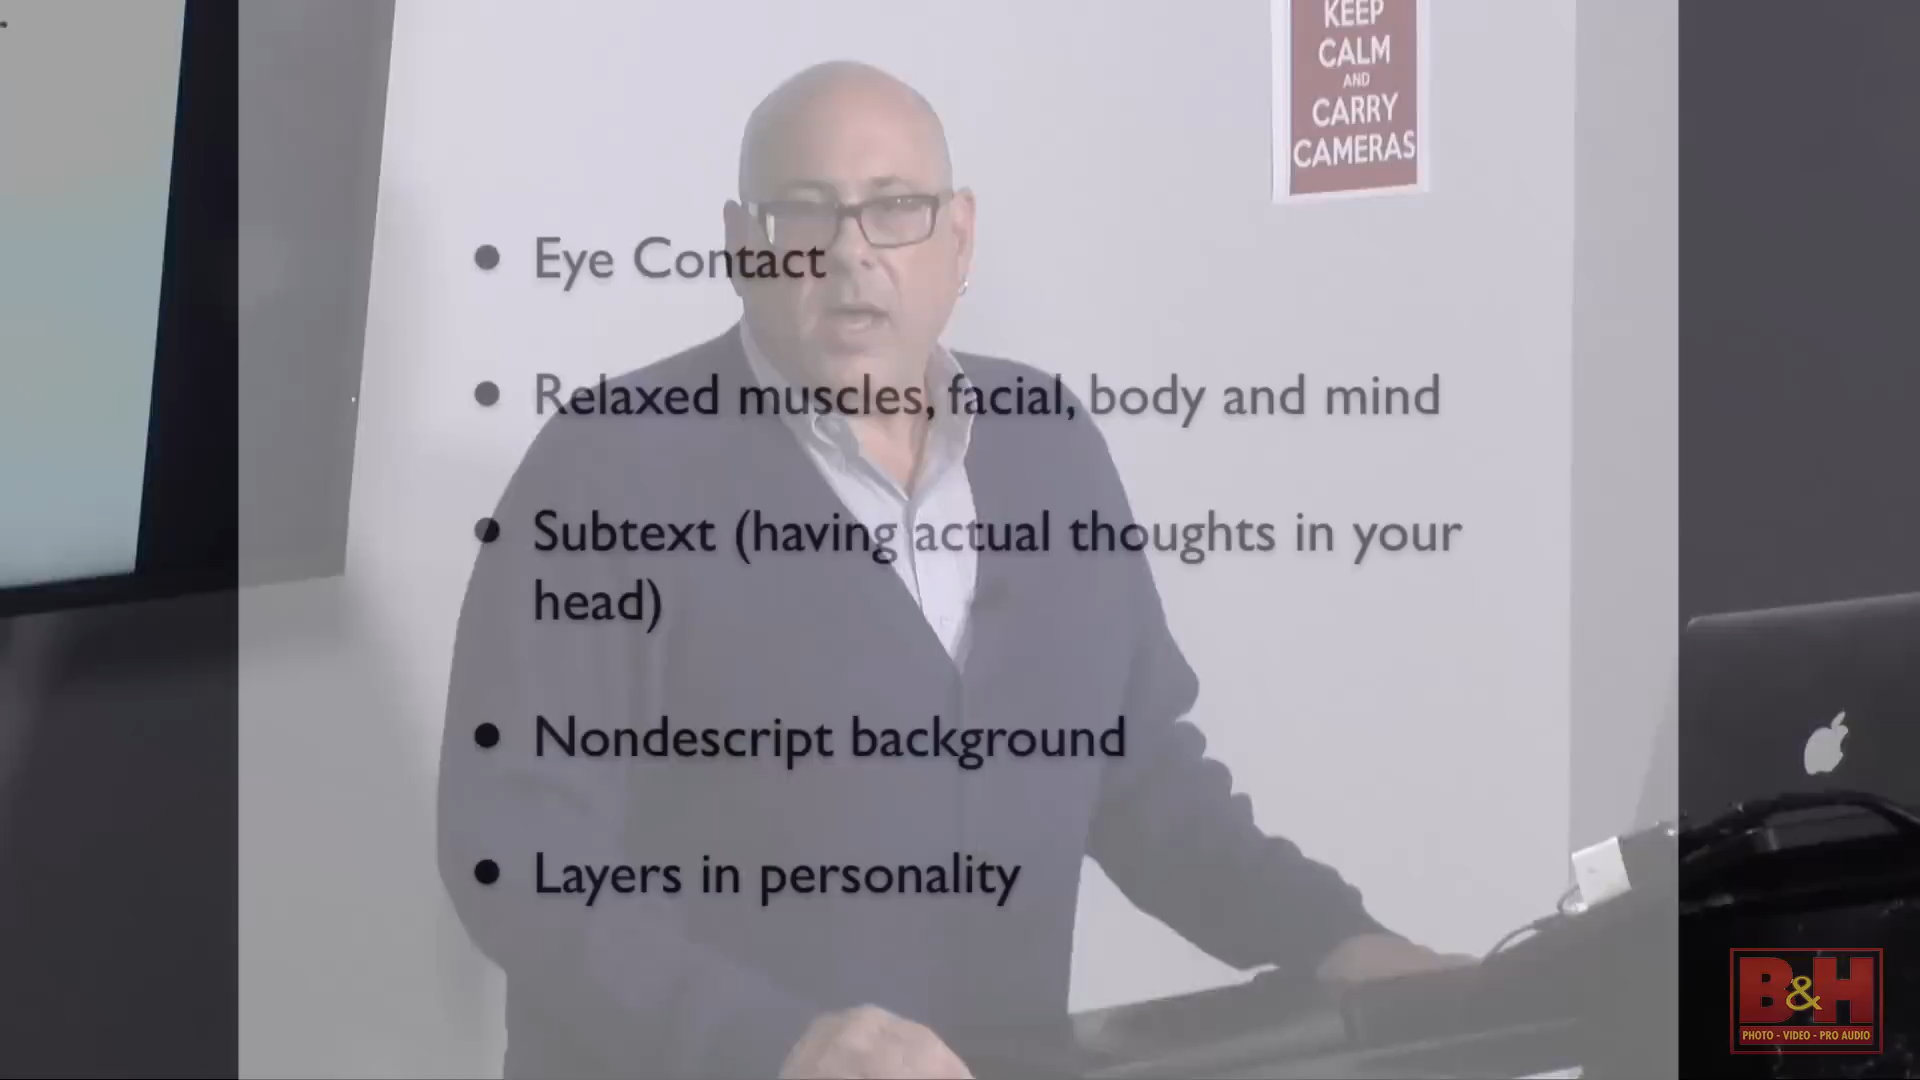 KEEP
CALM
AND
CARRY
CAMERAS
• Eye Contact
• Relaxed muscles, facial, body and mind
• Subtext (having actual thoughts in your
head)
• Nondescript background
• Layers in personality
B&H
PHOTO - VIDEO - PRO AUDIO